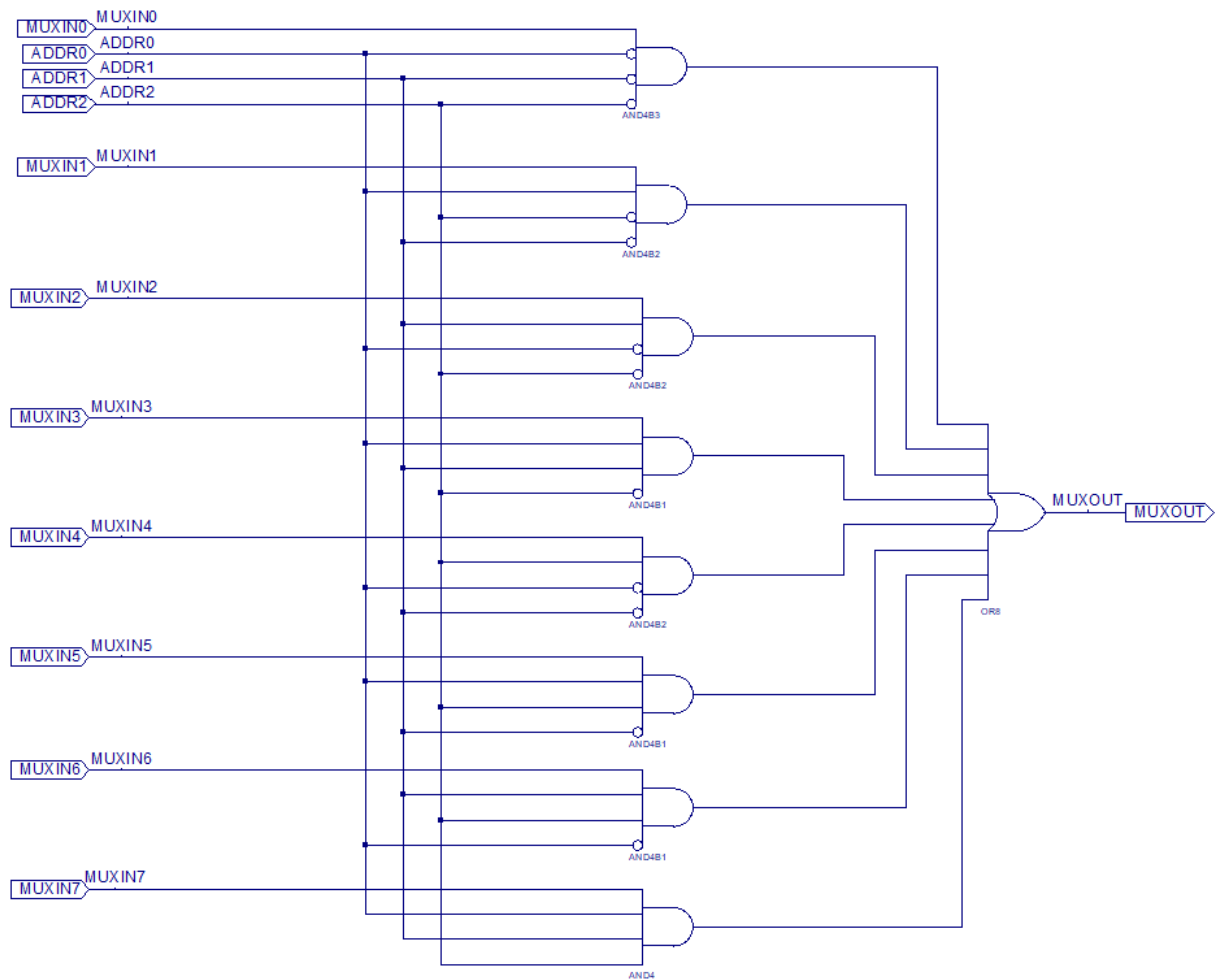 MUXIN0 MUXIN0
ADDR0 ADDR0
ADDR1 ADDR1
ADDR2 ADDR2
AND4B3
MUXIN1 MUXIN1
AND4B2
MUXIN2 MUXIN2
AND4B2
MUXIN3 MUXIN3
AND4B1
MUXOUT MUXOUT
MUXIN4 MUXIN4
OR8
AND4B2
MUXIN5 MUXIN5
AND4B1
MUXIN6 MUXIN6
AND4B1
MUXIN7 MUXIN7
AND4